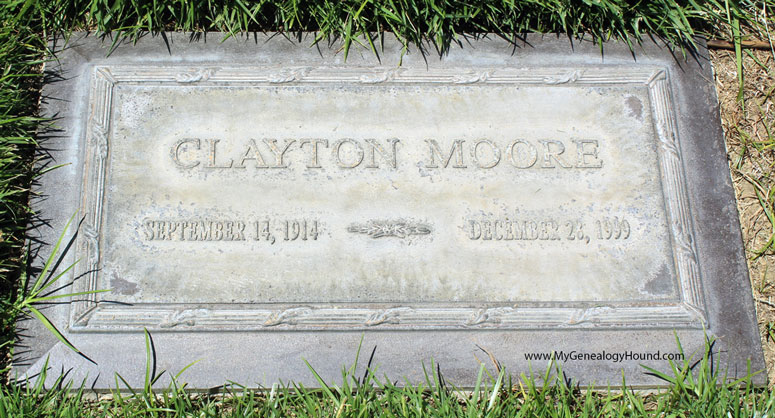 CLAYTON MOORE
SEPTEMBER 14, 1914 DECEMBER 28, 1999
www.MyGenealogyHound.com